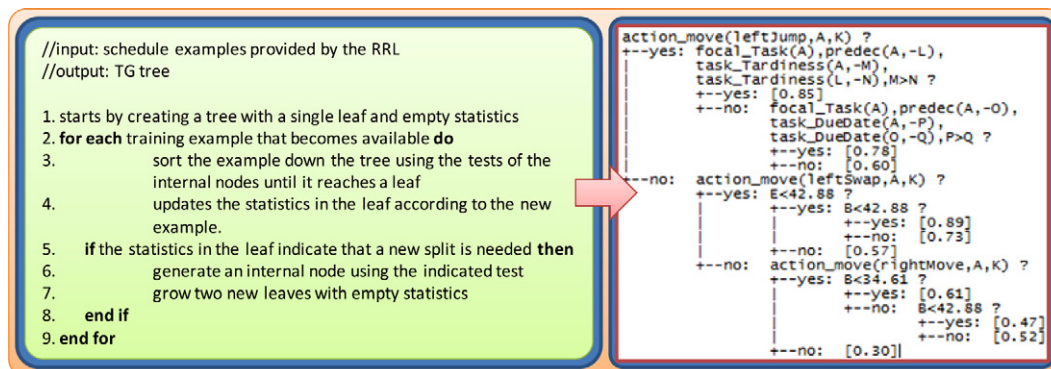 //input: schedule examples provided by the RRL
//output: TG tree
1. starts by creating a tree with a single leaf and empty statistics
2. for each training example that becomes available do
3. sort the example down the tree using the tests of the
internal nodes until it reaches a leaf
4. updates the statistics in the leaf according to the new
example.
5. if the statistics in the leaf indicate that a new split is needed then
6. generate an internal node using the indicated test
7. grow two new leaves with empty statistics
8. end if
9. end for
action_move(leftJump,A,K) ?
+--yes: focal_Task(A),predec(A,-L),
| task_Tardiness(A,-M),
| task_Tardiness(L,-N),M>N ?
| +--yes: [0.85]
| +--no: focal_Task(A),predec(A,-O),
| task_DueDate(A,-P),
| task_DueDate(O,-Q),P>Q ?
| +--yes: [0.78]
| +--no: [0.60]
+--no: action_move(leftSwap,A,K) ?
+--yes: E<42.88 ?
| +--yes: B<42.88 ?
| | +--yes: [0.89]
| | +--no: [0.73]
| +--no: [0.57]
+--no: action_move(rightMove,A,K) ?
+--yes: B<34.61 ?
| +--yes: [0.61]
| +--no: B<42.88 ?
| +--yes: [0.47]
| +--no: [0.52]
+--no: [0.30]